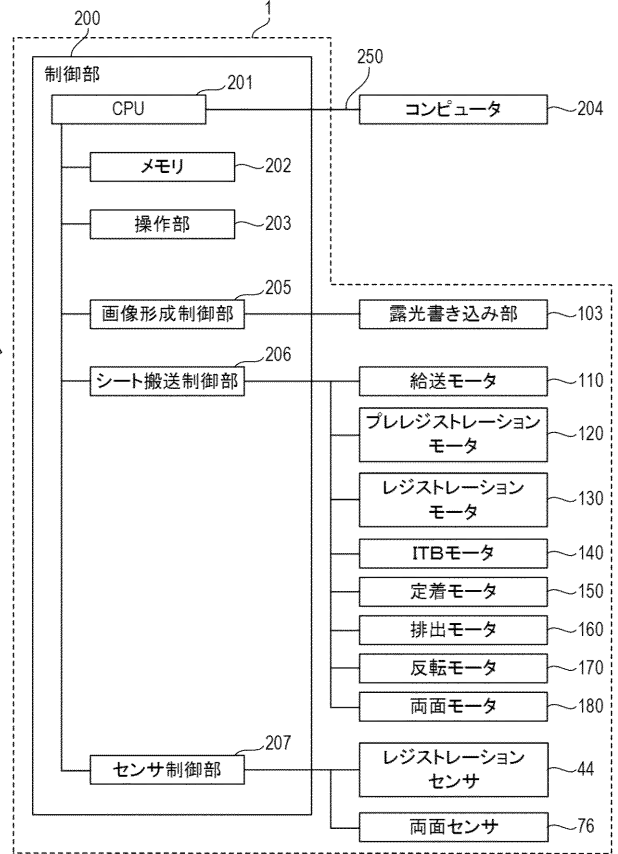 1
200
制御部
201
CPU
250
コンピュータ
204
メモリ
202
操作部
203
205
画像形成制御部
露光書き込み部
103
206
シート搬送制御部
給送モータ
110
プレレジストレーション
モータ
120
レジストレーション
モータ
130
ITBモータ
140
定着モータ
150
排出モータ
160
反転モータ
170
両面モータ
180
207
センサ制御部
レジストレーション
センサ
44
両面センサ
76